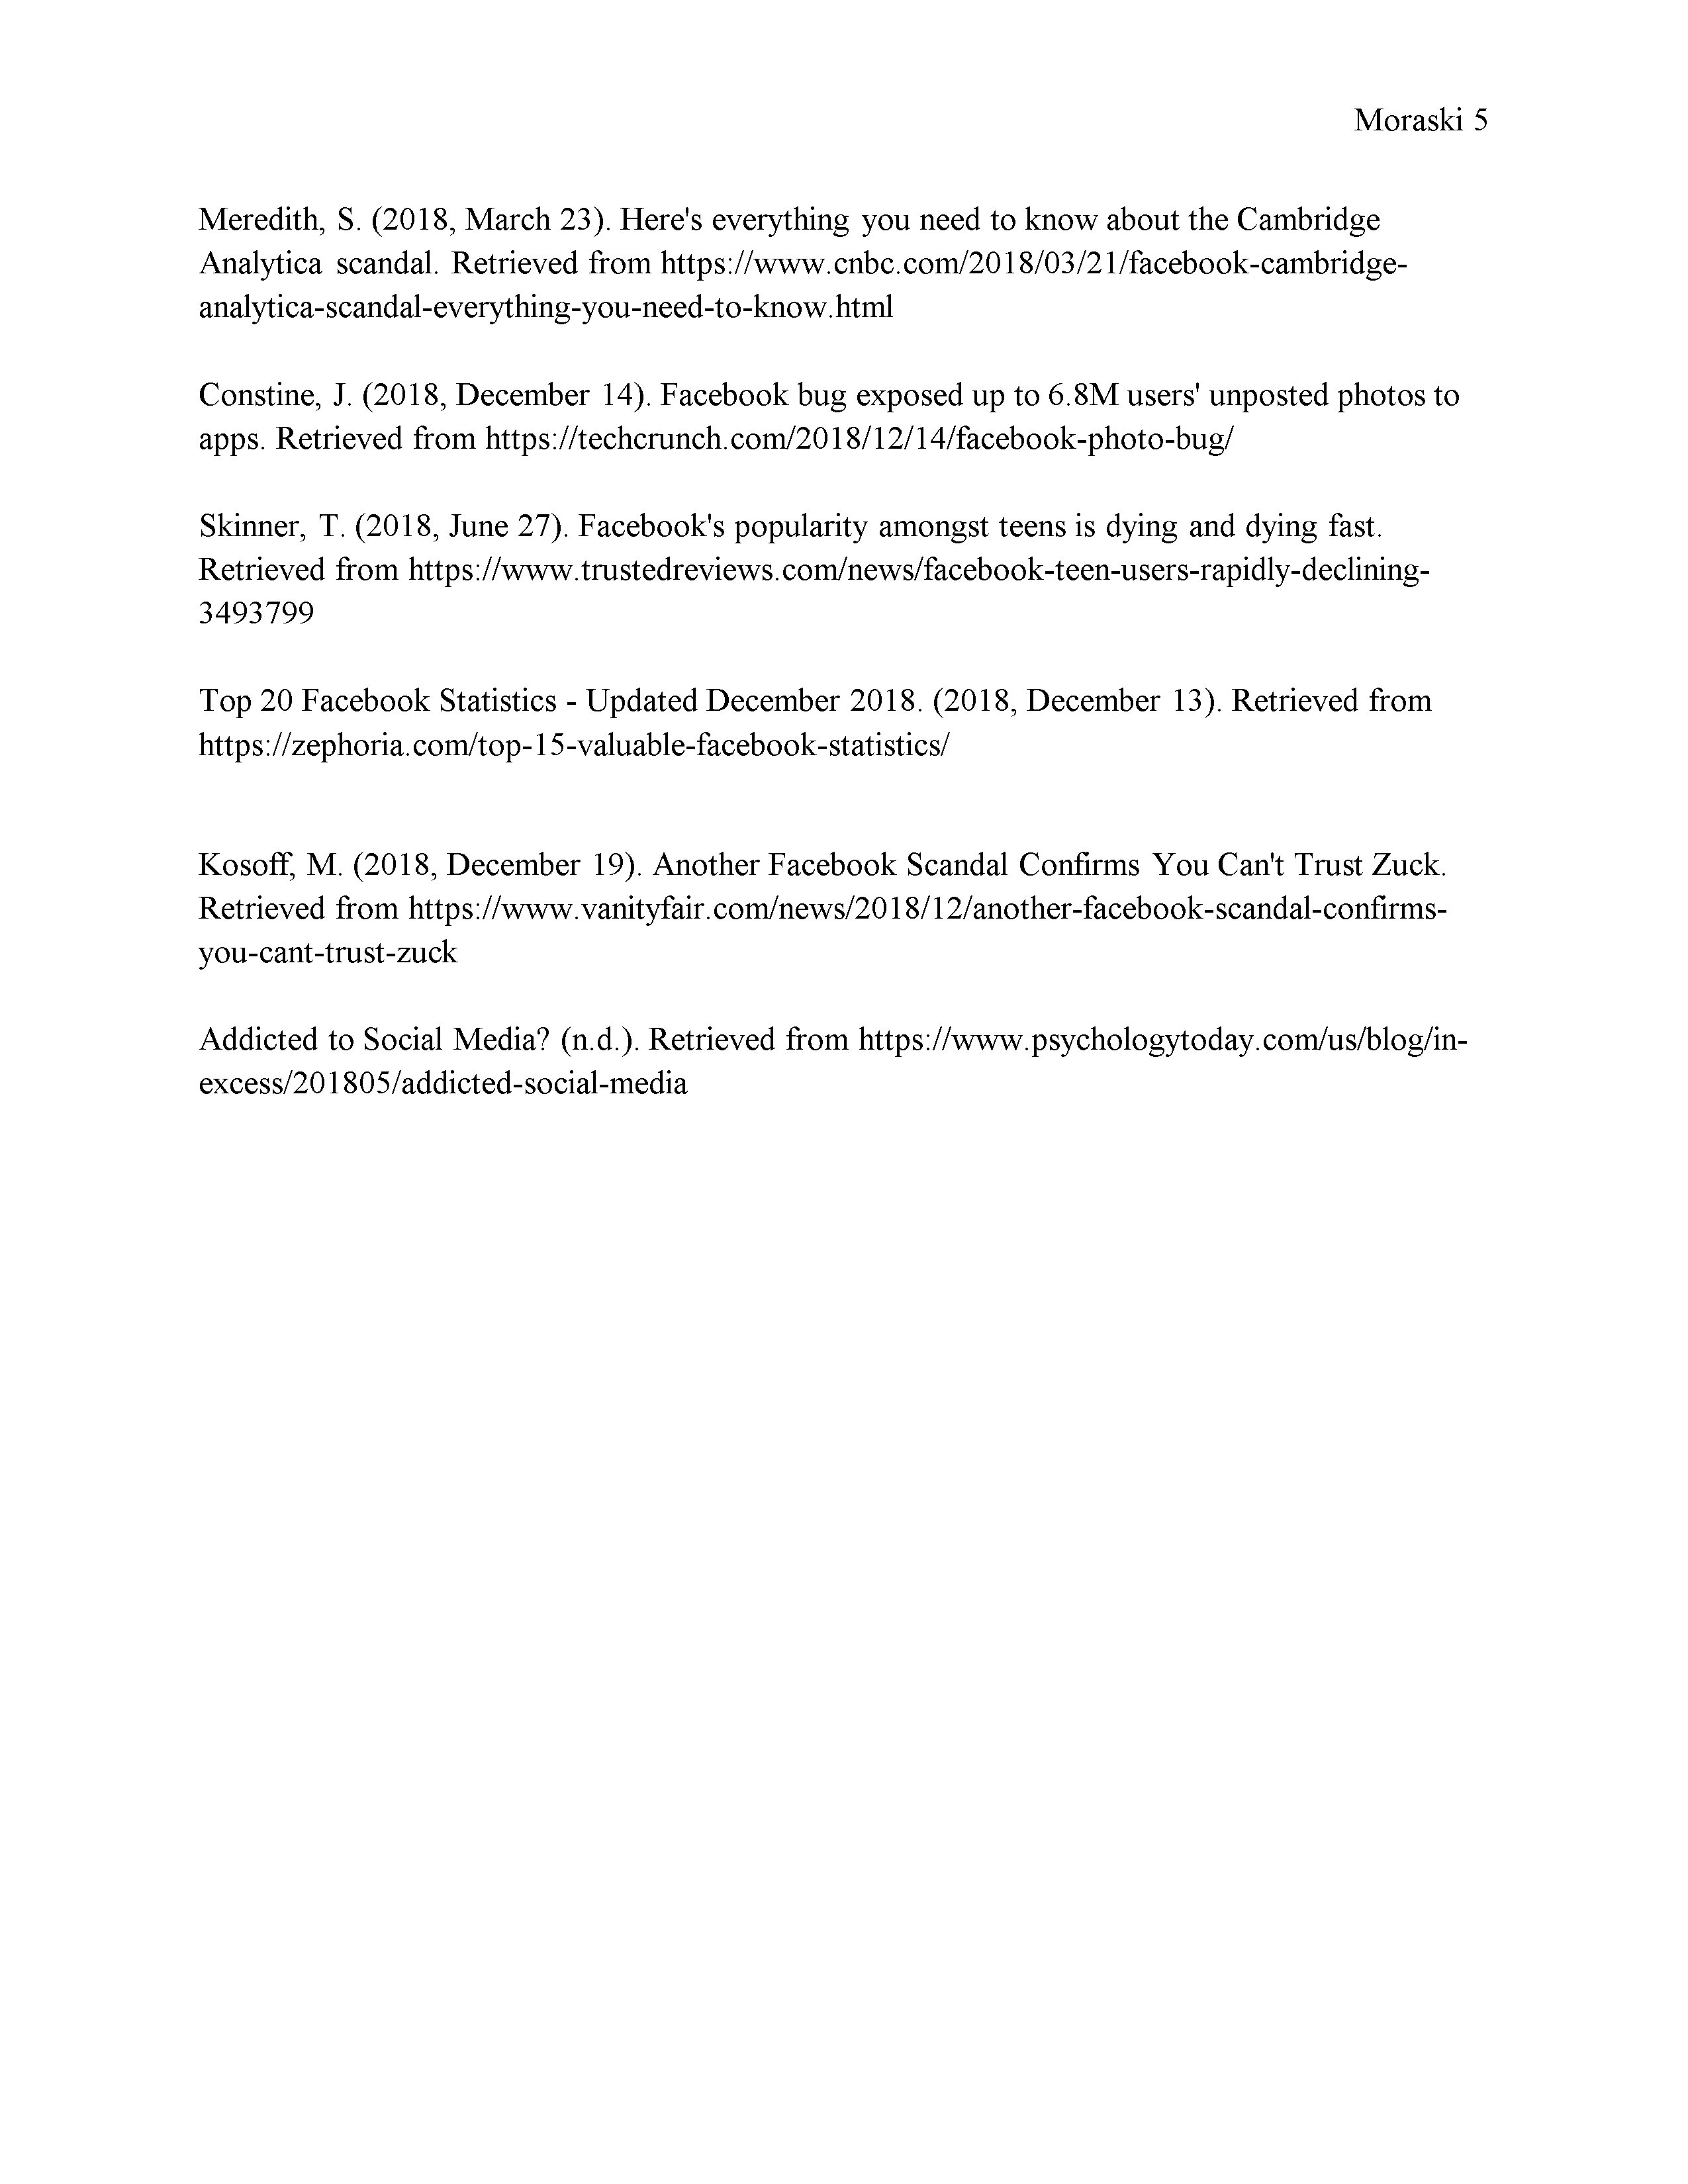 Moraski 5
Meredith, S. (2018, March 23). Here's everything you need to know about the Cambridge
Analytica scandal. Retrieved from https://www.cnbc.com/2018/03/21/facebook-cambridge-
analytica-scandal-everything-you-need-to-know.html
Constine, J. (2018, December 14). Facebook bug exposed up to 6.8M users' unposted photos to
apps. Retrieved from https://techcrunch.com/2018/12/14/facebook-photo-bug/
Skinner, T. (2018, June 27). Facebook's popularity amongst teens is dying and dying fast.
Retrieved from https://www.trustedreviews.com/news/facebook-teen-users-rapidly-declining-
3493799
Top 20 Facebook Statistics - Updated December 2018. (2018, December 13). Retrieved from
https://zephoria.com/top-15-valuable-facebook-statistics/
Kosoff, M. (2018, December 19). Another Facebook Scandal Confirms You Can't Trust Zuck.
Retrieved from https://www.vanityfair.com/news/2018/12/another-facebook-scandal-confirms-
you-cant-trust-zuck
Addicted to Social Media? (n.d.). Retrieved from https://www.psychologytoday.com/us/blog/in-
excess/201805/addicted-social-media